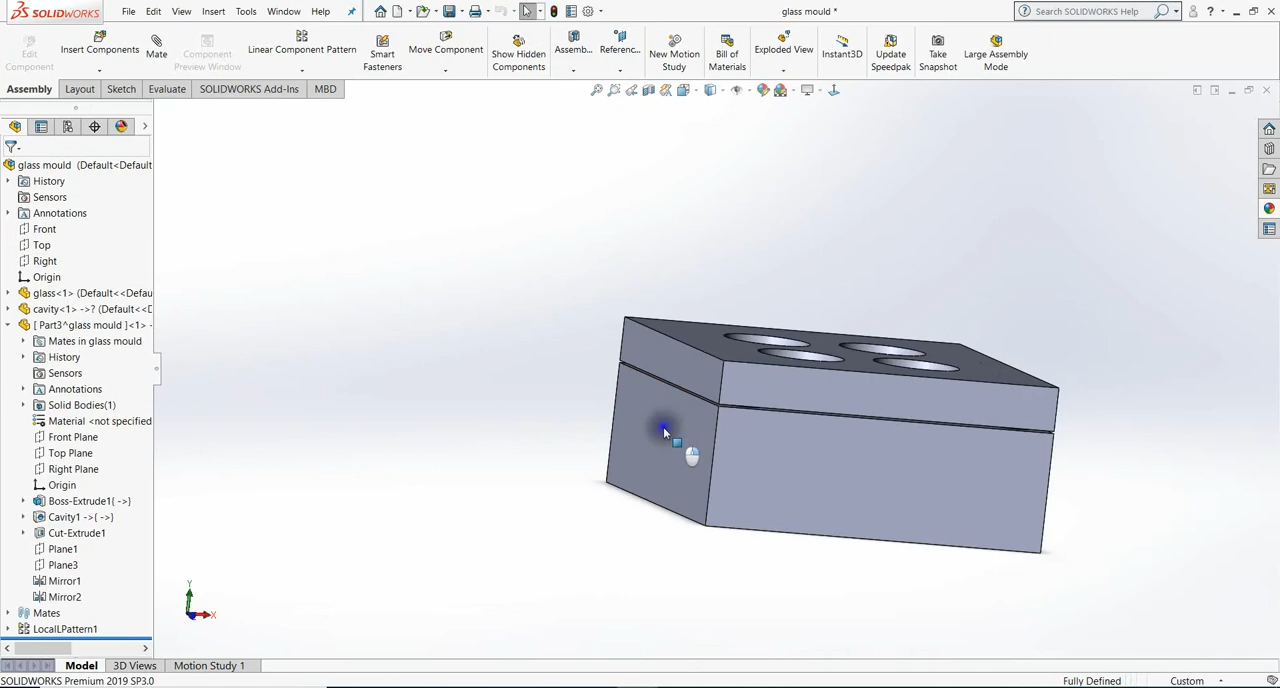 SOLIDWORKS File Edit View Insert Tools Window Help glass mould * Search SOLIDWORKS Help
Edit Component
Insert Components
Mate
Component Preview Window
Linear Component Pattern
Smart Fasteners
Move Component
Show Hidden Components
Assemb...
Referenc...
New Motion Study
Bill of Materials
Exploded View
Instant3D
Update Speedpak
Take Snapshot
Large Assembly Mode
Assembly Layout Sketch Evaluate SOLIDWORKS Add-Ins MBD
glass mould (Default<Default
History
Sensors
Annotations
Front
Top
Right
Origin
glass<1> (Default<<Defau
cavity<1> ->? (Default<<D
[ Part3^glass mould ]<1> -
Mates in glass mould
History
Sensors
Annotations
Solid Bodies(1)
Material <not specified
Front Plane
Top Plane
Right Plane
Origin
Boss-Extrude1{ ->}
Cavity1 ->{ ->}
Cut-Extrude1
Plane1
Plane3
Mirror1
Mirror2
Mates
LocalLPattern1
Y
X
Model 3D Views Motion Study 1
SOLIDWORKS Premium 2019 SP3.0 Fully Defined Custom